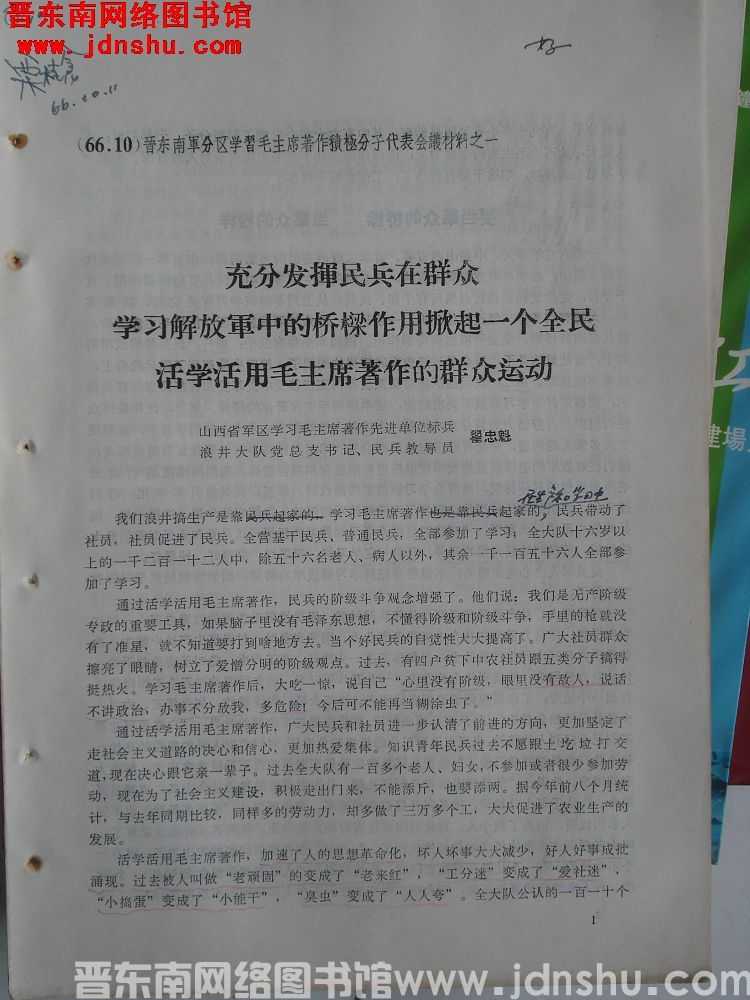 晋东南网络图书馆
www.jdnshu.com
66.10.11
好
(66.10)晋东南軍分区学習毛主席著作積極分子代表会議材料之一
充分发揮民兵在群众
学习解放軍中的桥樑作用掀起一个全民
活学活用毛主席著作的群众运动
山西省军区学习毛主席著作先进单位标兵
浪井大队党总支书记、民兵教导员
翟忠魁
我们浪井搞生产是靠民兵起家的，学习毛主席著作也是靠民兵起家的，民兵带动了
社员，社员促进了民兵。全营基干民兵、普通民兵，全部参加了学习；全大队十六岁以
上的一千二百一十二人中，除五十六名老人、病人以外，其余一千一百五十六人全部参
加了学习。
通过活学活用毛主席著作，民兵的阶级斗争观念增强了。他们说：我们是无产阶级
专政的重要工具，如果脑子里没有毛泽东思想，不懂得阶级和阶级斗争，手里的枪就没
有了准星，就不知道要打到啥地方去。当个好民兵的自觉性大大提高了。广大社员群众
擦亮了眼睛，树立了爱憎分明的阶级观点。过去，有四户贫下中农社员跟五类分子搞得
挺热火。学习毛主席著作后，大吃一惊，说自己“心里没有阶级，眼里没有敌人，说话
不讲政治，办事不分敌我，多危险！今后可不能再当糊涂虫了。”
通过活学活用毛主席著作，广大民兵和社员进一步认清了前进的方向，更加坚定了
走社会主义道路的决心和信心，更加热爱集体。知识青年民兵过去不愿跟土圪垃打交
道，现在决心跟它亲一辈子。过去全大队有一百多个老人、妇女，不参加或者很少参加劳
动，现在为了社会主义建设，积极走出门来，不能添斤，也要添两。据今年前八个月统
计，与去年同期比较，同样多的劳动力，却多做了三万多个工，大大促进了农业生产的
发展。
活学活用毛主席著作，加速了人的思想革命化，坏人坏事大大减少，好人好事成批
涌现。过去被人叫做“老顽固”的变成了“老来红”，“工分迷”变成了“爱社迷”，
“小捣蛋”变成了“小能干”，“臭虫”变成了“人人夸”。全大队公认的一百一十个
1
晋东南网络图书馆www.jdnshu.com